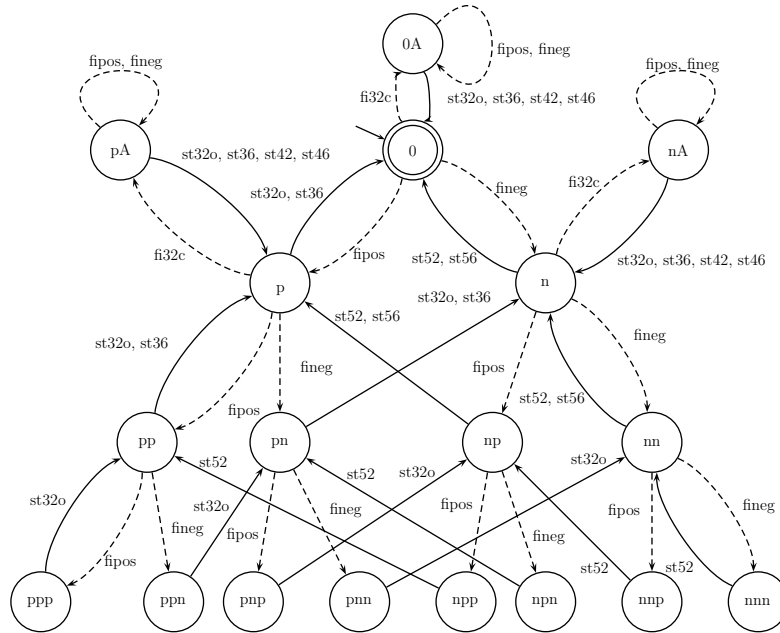 0A
fipos, fineg
fipos, fineg
fipos, fineg
fi32c
st32o, st36, st42, st46
pA
0
nA
st32o, st36, st42, st46
fi32c
st32o, st36
fineg
fi32c
fipos
st52, st56
st32o, st36, st42, st46
p
n
st32o, st36
st52, st56
st32o, st36
fineg
fineg
fipos
st52, st56
fipos
pp
pn
np
nn
st52
st32o
st52
st32o
st32o
st32o
fineg
fipos
fineg
fipos
fineg
fipos
fineg
fipos
st52
st52
ppp
ppn
pnp
pnn
npp
npn
nnp
nnn